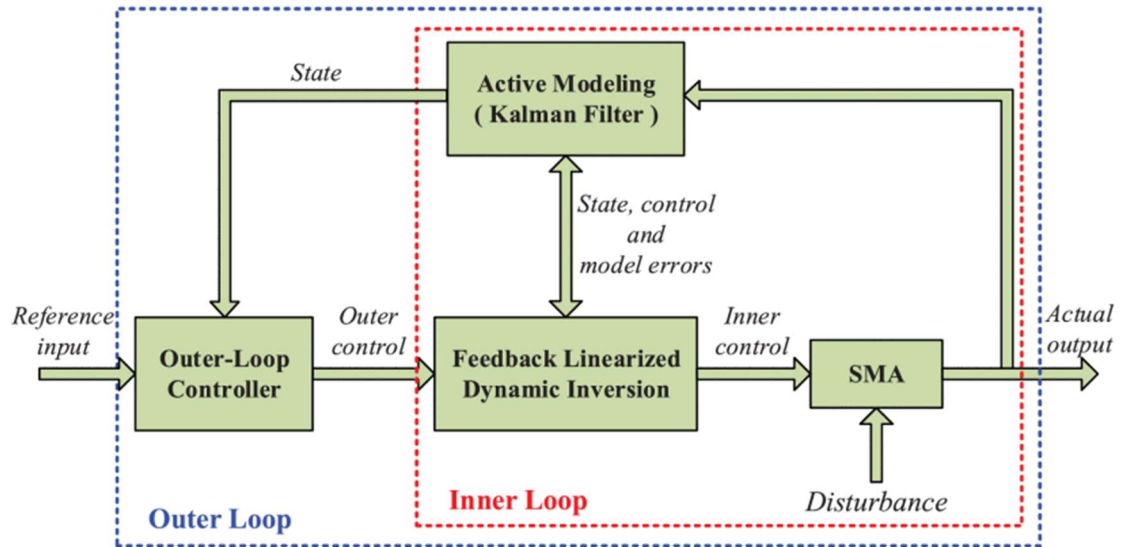 State
Active Modeling
( Kalman Filter )
State, control
and
model errors
Reference
input
Outer-Loop
Controller
Outer
control
Feedback Linearized
Dynamic Inversion
Inner
control
SMA
Actual
output
Disturbance
Inner Loop
Outer Loop